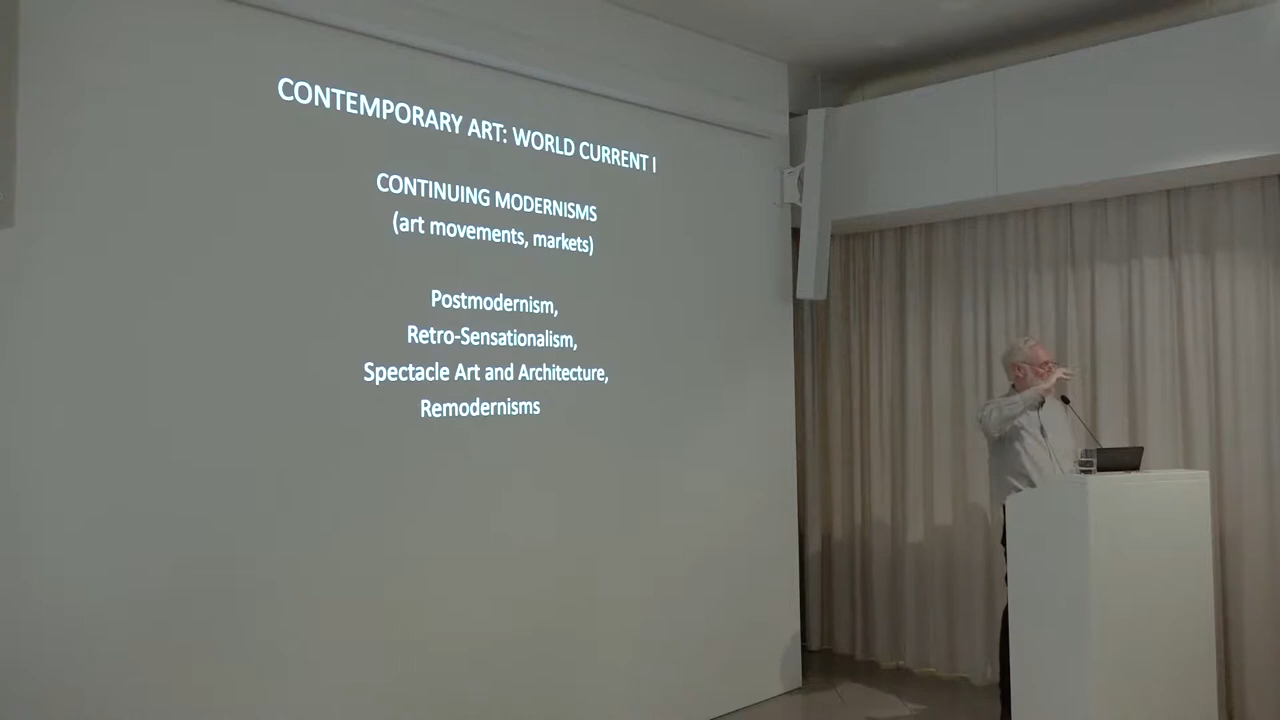 CONTEMPORARY ART: WORLD CURRENT I
CONTINUING MODERNISMS
(art movements, markets)
Postmodernism,
Retro-Sensationalism,
Spectacle Art and Architecture,
Remodernisms